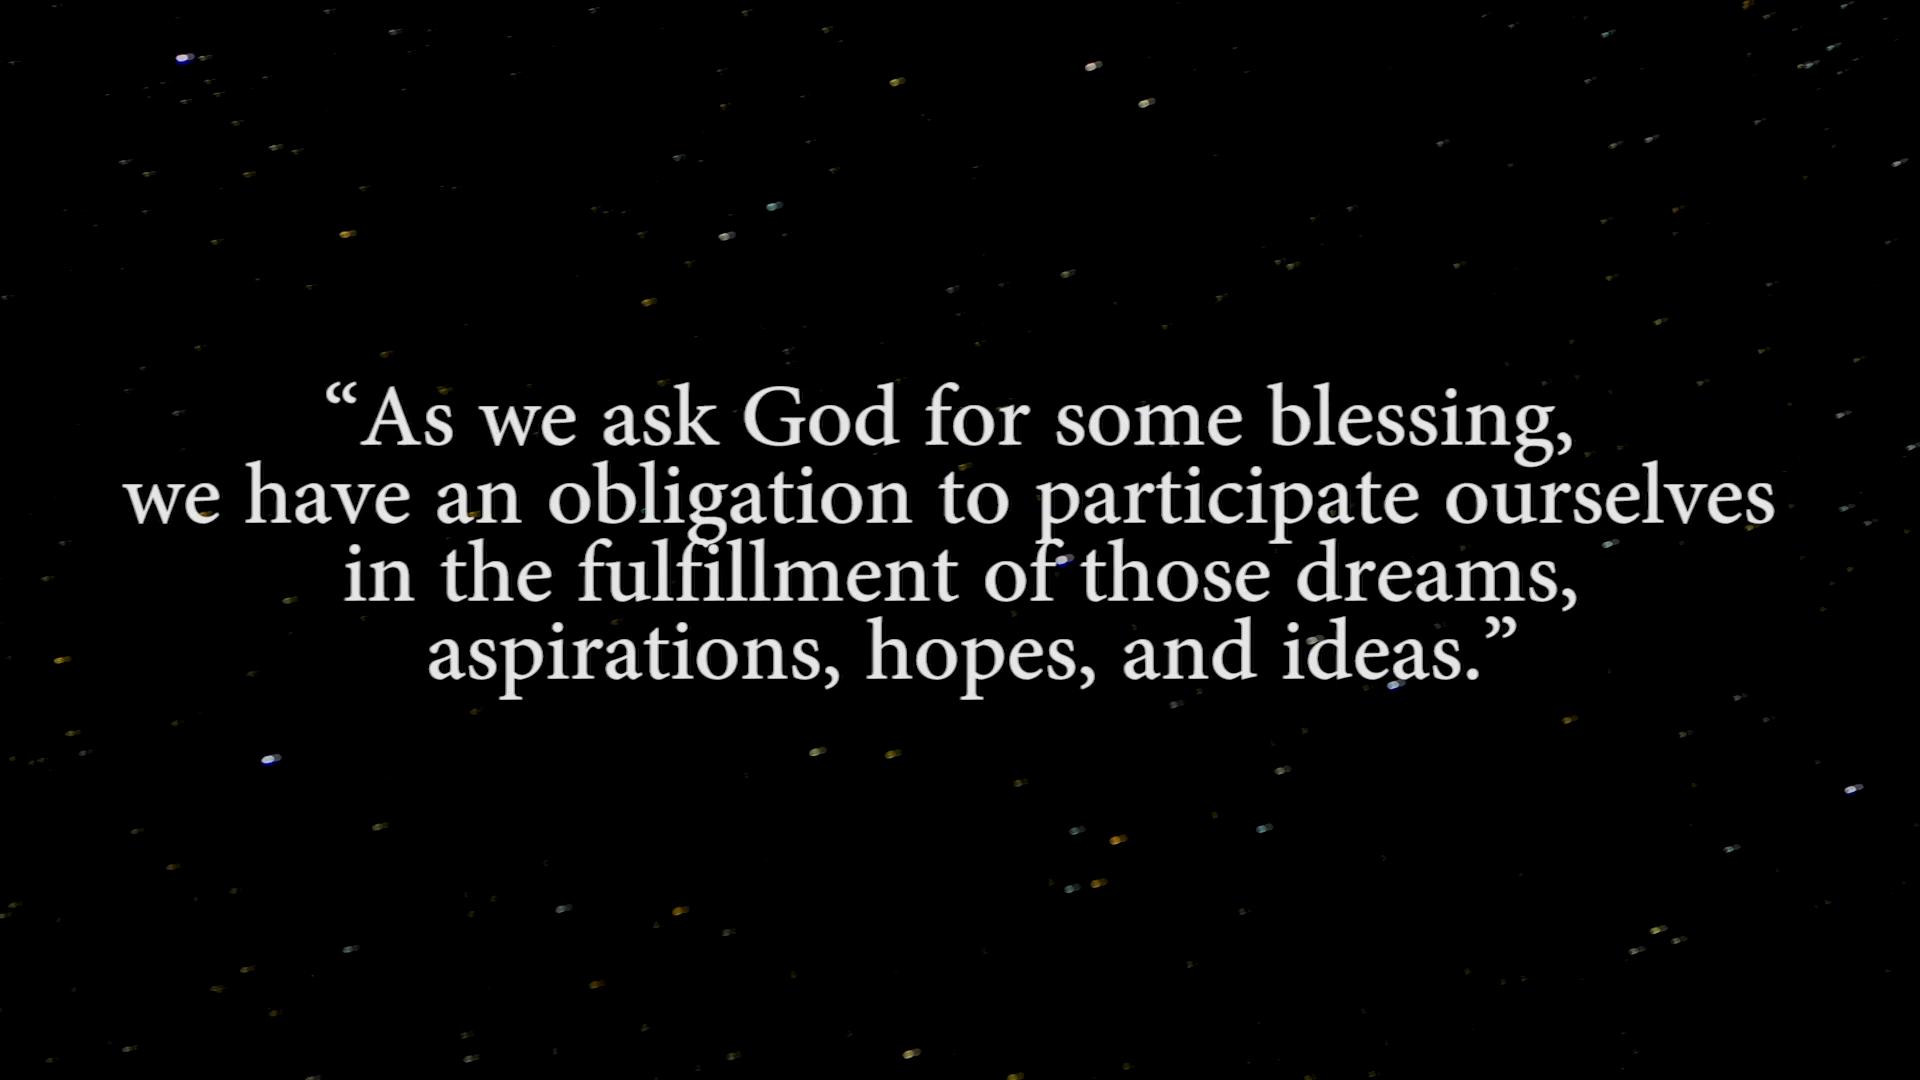 “As we ask God for some blessing,
we have an obligation to participate ourselves
in the fulfillment of those dreams,
aspirations, hopes, and ideas.”